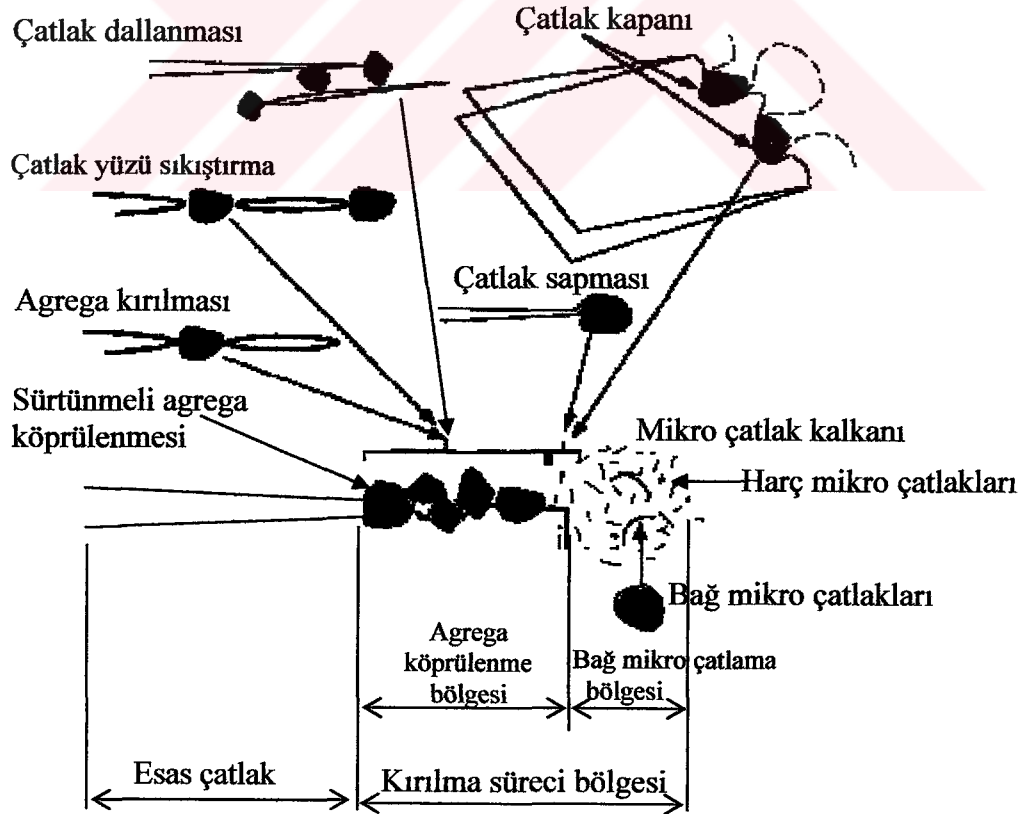 Çatlak dallanması
Çatlak kapanı
Çatlak yüzü sıkıştırma
Çatlak sapması
Agrega kırılması
Sürtünmeli agrega
köprülenmesi
Mikro çatlak kalkanı
Harç mikro çatlakları
Bağ mikro çatlakları
Agrega
köprülenme
bölgesi
Bağ mikro çatlama
bölgesi
Esas çatlak
Kırılma süreci bölgesi